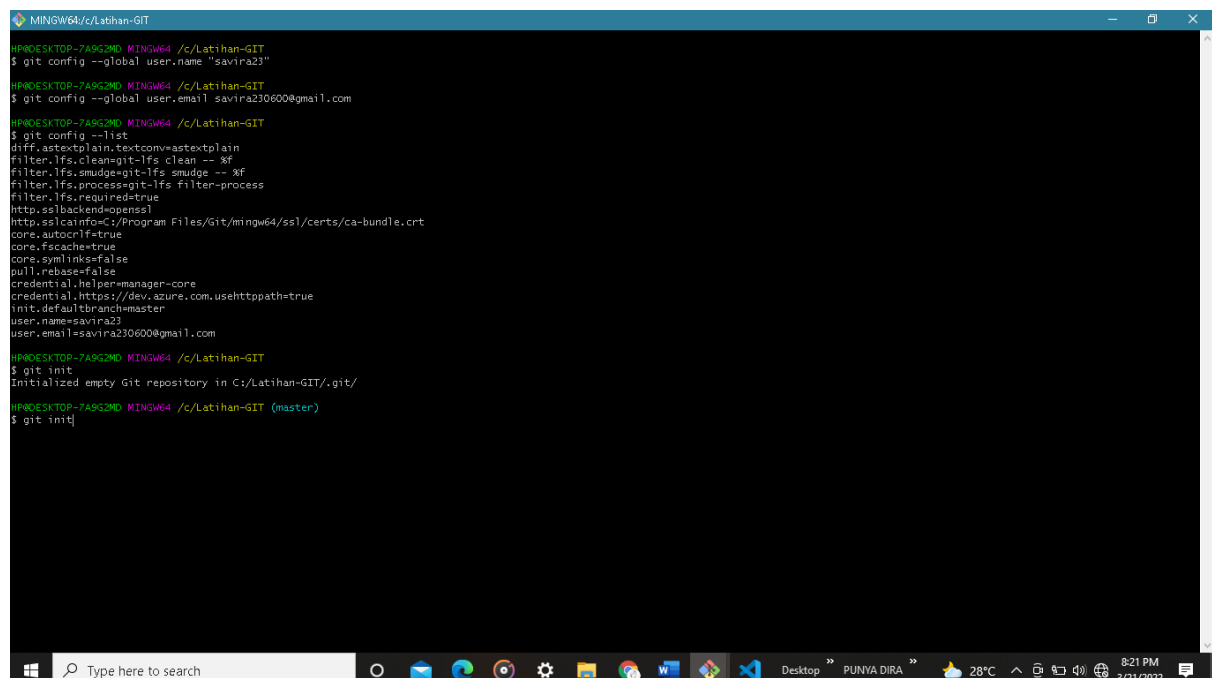 MINGW64:/c/Latihan-GIT
HP@DESKTOP-7A9G2MD MINGW64 /c/Latihan-GIT
$ git config --global user.name "savira23"
HP@DESKTOP-7A9G2MD MINGW64 /c/Latihan-GIT
$ git config --global user.email savira230600@gmail.com
HP@DESKTOP-7A9G2MD MINGW64 /c/Latihan-GIT
$ git config --list
diff.astextplain.textconv=astextplain
filter.lfs.clean=git-lfs clean -- %f
filter.lfs.smudge=git-lfs smudge -- %f
filter.lfs.process=git-lfs filter-process
filter.lfs.required=true
http.sslbackend=openssl
http.sslcainfo=C:/Program Files/Git/mingw64/ssl/certs/ca-bundle.crt
core.autocrlf=true
core.fscache=true
core.symlinks=false
pull.rebase=false
credential.helper=manager-core
credential.https://dev.azure.com.usehttppath=true
init.defaultbranch=master
user.name=savira23
user.email=savira230600@gmail.com
HP@DESKTOP-7A9G2MD MINGW64 /c/Latihan-GIT
$ git init
Initialized empty Git repository in C:/Latihan-GIT/.git/
HP@DESKTOP-7A9G2MD MINGW64 /c/Latihan-GIT (master)
$ git init
Type here to search
Desktop
PUNYA DIRA
28°C
8:21 PM
3/21/2022